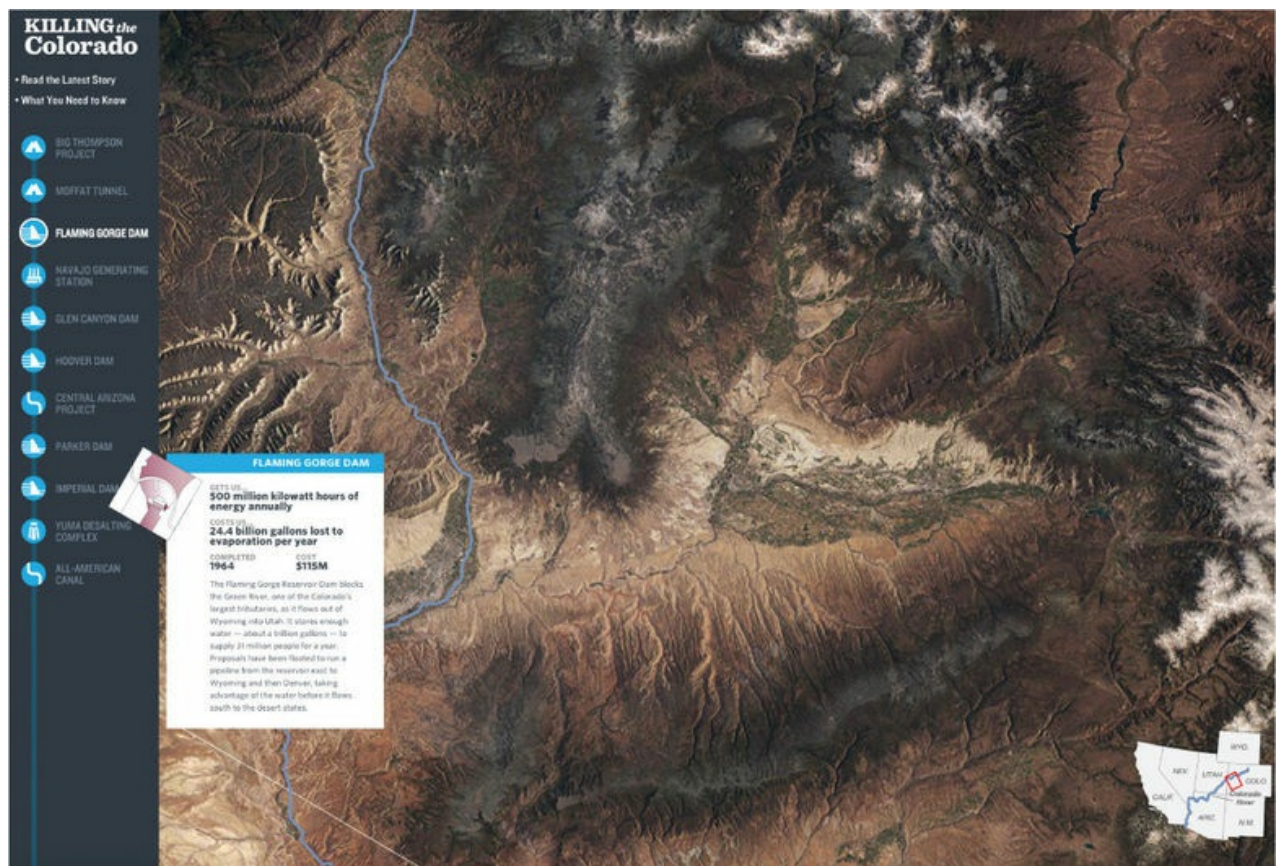 KILLING the
Colorado
• Read the Latest Story
• What You Need to Know
BIG THOMPSON
PROJECT
MOFFAT TUNNEL
FLAMING GORGE DAM
NAVAJO GENERATING
STATION
GLEN CANYON DAM
HOOVER DAM
CENTRAL ARIZONA
PROJECT
PARKER DAM
IMPERIAL DAM
YUMA DESALTING
COMPLEX
ALL-AMERICAN
CANAL
FLAMING GORGE DAM
GETS US...
500 million kilowatt hours of
energy annually
COSTS US...
24.4 billion gallons lost to
evaporation per year
COMPLETED COST
1964 $115M
The Flaming Gorge Reservoir Dam blocks
the Green River, one of the Colorado's
largest tributaries, as it flows out of
Wyoming into Utah. It stores enough
water — about a trillion gallons — to
supply 31 million people for a year.
Proposals have been floated to run a
pipeline from the reservoir east to
Wyoming and then Denver, taking
advantage of the water before it flows
south to the desert states.
WYO.
NEV.
UTAH
COLO.
CALIF.
Colorado
River
ARIZ.
N.M.